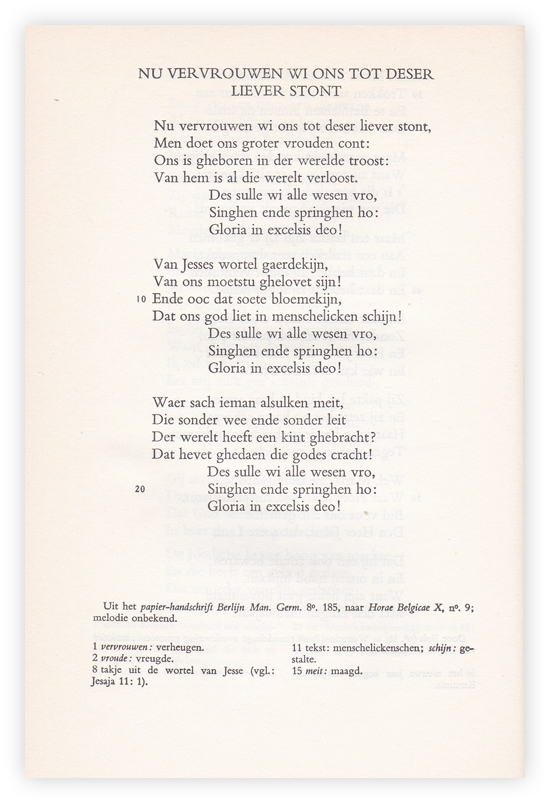 NU VERVROUWEN WI ONS TOT DESER
LIEVER STONT
Nu vervrouwen wi ons tot deser liever stont,
Men doet ons groter vrouden cont:
Ons is gheboren in der werelde troost:
Van hem is al die werelt verloost.
Des sulle wi alle wesen vro,
Singhen ende springhen ho:
Gloria in excelsis deo!
Van Jesses wortel gaerdekijn,
Van ons moetstu ghelovet sijn!
10 Ende ooc dat soete bloemekijn,
Dat ons god liet in menschelicken schijn!
Des sulle wi alle wesen vro,
Singhen ende springhen ho:
Gloria in excelsis deo!
Waer sach ieman alsulken meit,
Die sonder wee ende sonder leit
Der werelt heeft een kint ghebracht?
Dat hevet ghedaen die godes cracht!
Des sulle wi alle wesen vro,
20 Singhen ende springhen ho:
Gloria in excelsis deo!
Uit het papier-handschrift Berlijn Man. Germ. 8º. 185, naar Horae Belgicae X, nº. 9;
melodie onbekend.
1 vervrouwen: verheugen.
2 vroude: vreugde.
8 takje uit de wortel van Jesse (vgl.:
Jesaja 11: 1).
11 tekst: menschelickenschen; schijn: ge-
stalte.
15 meit: maagd.